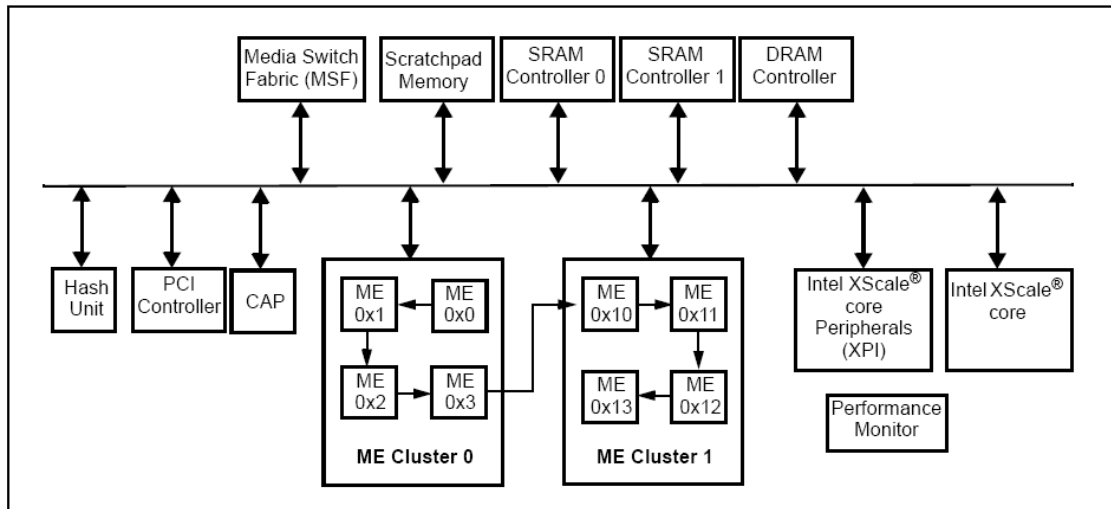 Media Switch
Fabric (MSF)
Scratchpad
Memory
SRAM
Controller 0
SRAM
Controller 1
DRAM
Controller
Hash
Unit
PCI
Controller
CAP
ME
0x1
ME
0x0
ME
0x2
ME
0x3
ME Cluster 0
ME
0x10
ME
0x11
ME
0x13
ME
0x12
ME Cluster 1
Intel XScale®
core
Peripherals
(XPI)
Intel XScale®
core
Performance
Monitor